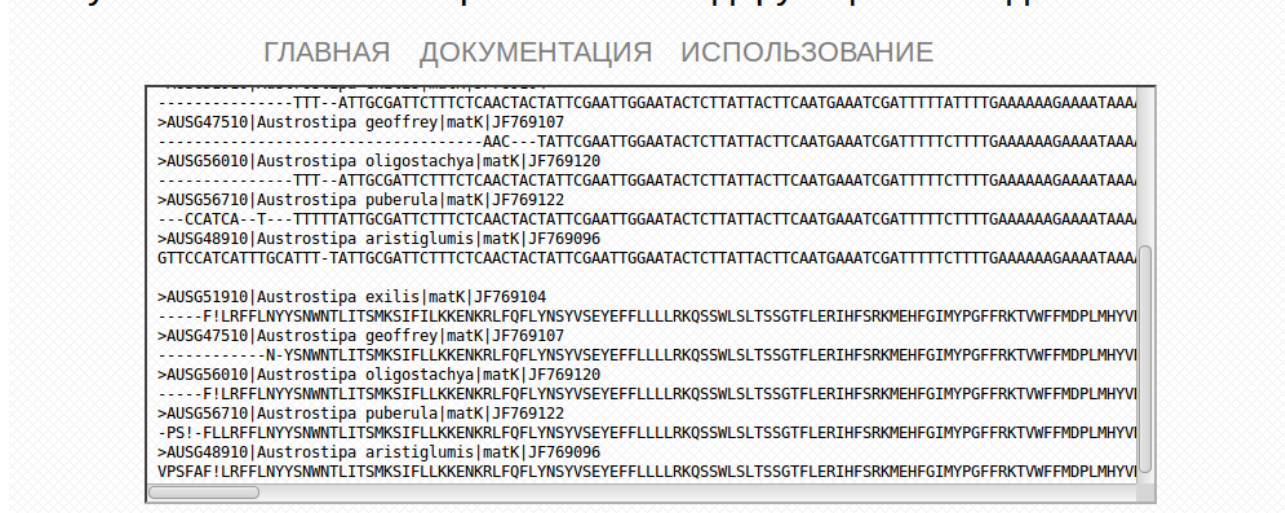 ГЛАВНАЯ ДОКУМЕНТАЦИЯ ИСПОЛЬЗОВАНИЕ
---------------TTT--ATTGCGATTCTTTCTCAACTACTATTCGAATTGGAATACTCTTATTACTTCAATGAAATCGATTTTTATTTTGAAAAAAGAAAATAAA
>AUSG47510|Austrostipa geoffrey|matK|JF769107
------------------------------------AAC---TATTCGAATTGGAATACTCTTATTACTTCAATGAAATCGATTTTTCTTTTGAAAAAAGAAAATAAA
>AUSG56010|Austrostipa oligostachya|matK|JF769120
---------------TTT--ATTGCGATTCTTTCTCAACTACTATTCGAATTGGAATACTCTTATTACTTCAATGAAATCGATTTTTCTTTTGAAAAAAGAAAATAAA
>AUSG56710|Austrostipa puberula|matK|JF769122
---CCATCA--T---TTTTTATTGCGATTCTTTCTCAACTACTATTCGAATTGGAATACTCTTATTACTTCAATGAAATCGATTTTTCTTTTGAAAAAAGAAAATAAA
>AUSG48910|Austrostipa aristiglumis|matK|JF769096
GTTCCATCATTTGCATTT-TATTGCGATTCTTTCTCAACTACTATTCGAATTGGAATACTCTTATTACTTCAATGAAATCGATTTTTCTTTTGAAAAAAGAAAATAAA
>AUSG51910|Austrostipa exilis|matK|JF769104
-----F!LRFFLNYYSNWNTLITSMKSIFILKKENKRLFQFLYNSYVSEYEFFLLLLRKQSSWLSLTSSGTFLERIHFSRKMEHFGIMYPGFFRKTVWFFMDPLMHYV
>AUSG47510|Austrostipa geoffrey|matK|JF769107
------------N-YSNWNTLITSMKSIFLLKKENKRLFQFLYNSYVSEYEFFLLLLRKQSSWLSLTSSGTFLERIHFSRKMEHFGIMYPGFFRKTVWFFMDPLMHYV
>AUSG56010|Austrostipa oligostachya|matK|JF769120
-----F!LRFFLNYYSNWNTLITSMKSIFLLKKENKRLFQFLYNSYVSEYEFFLLLLRKQSSWLSLTSSGTFLERIHFSRKMEHFGIMYPGFFRKTVWFFMDPLMHYV
>AUSG56710|Austrostipa puberula|matK|JF769122
-PS!-FLLRFFLNYYSNWNTLITSMKSIFLLKKENKRLFQFLYNSYVSEYEFFLLLLRKQSSWLSLTSSGTFLERIHFSRKMEHFGIMYPGFFRKTVWFFMDPLMHYV
>AUSG48910|Austrostipa aristiglumis|matK|JF769096
VPSFAF!LRFFLNYYSNWNTLITSMKSIFLLKKENKRLFQFLYNSYVSEYEFFLLLLRKQSSWLSLTSSGTFLERIHFSRKMEHFGIMYPGFFRKTVWFFMDPLMHYV